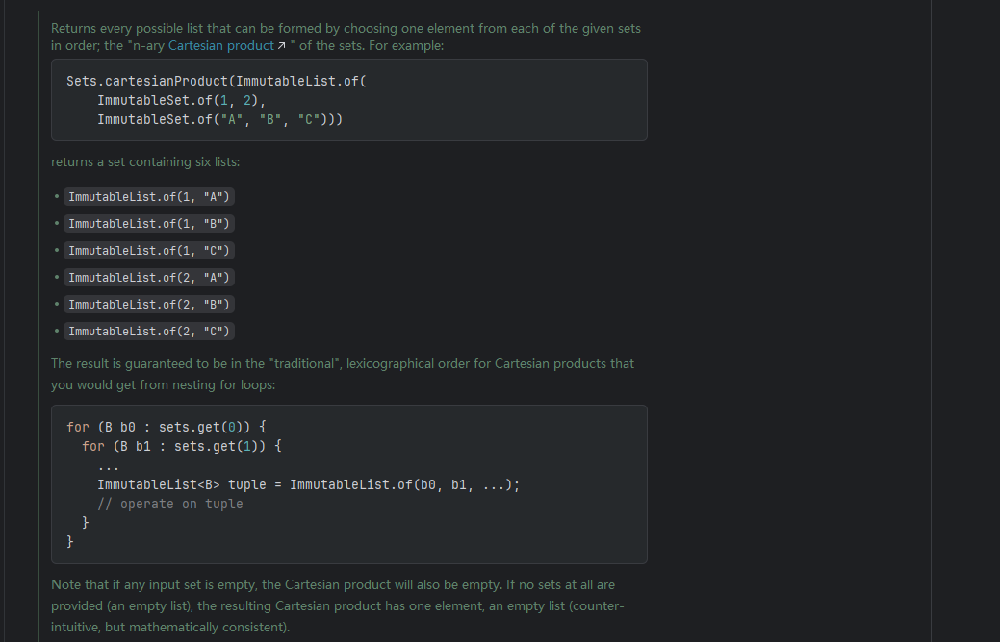 Returns every possible list that can be formed by choosing one element from each of the given sets
in order; the "n-ary Cartesian product↗ " of the sets. For example:
Sets.cartesianProduct(ImmutableList.of(
    ImmutableSet.of(1, 2),
    ImmutableSet.of("A", "B", "C")))
returns a set containing six lists:
• ImmutableList.of(1, "A")
• ImmutableList.of(1, "B")
• ImmutableList.of(1, "C")
• ImmutableList.of(2, "A")
• ImmutableList.of(2, "B")
• ImmutableList.of(2, "C")
The result is guaranteed to be in the "traditional", lexicographical order for Cartesian products that
you would get from nesting for loops:
for (B b0 : sets.get(0)) {
  for (B b1 : sets.get(1)) {
    ...
    ImmutableList<B> tuple = ImmutableList.of(b0, b1, ...);
    // operate on tuple
  }
}
Note that if any input set is empty, the Cartesian product will also be empty. If no sets at all are
provided (an empty list), the resulting Cartesian product has one element, an empty list (counter-
intuitive, but mathematically consistent).